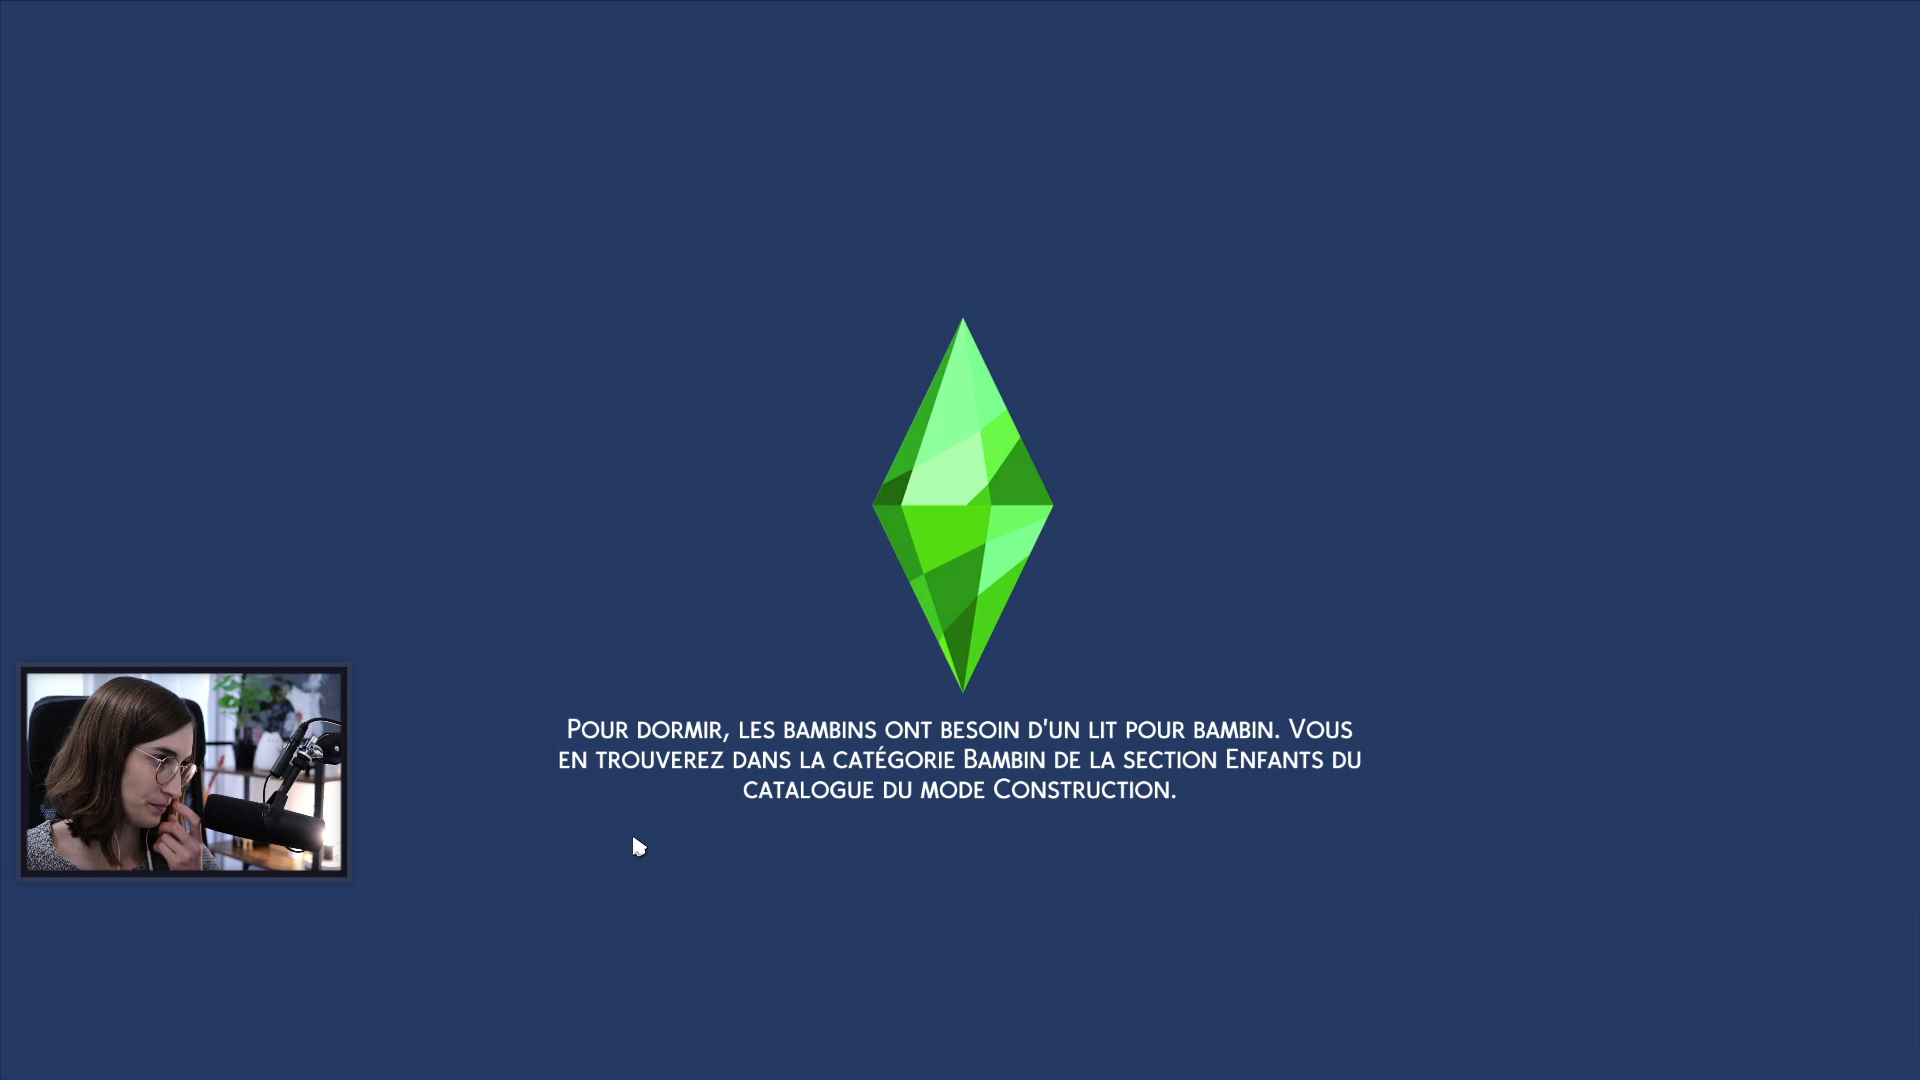 Pour dormir, les bambins ont besoin d'un lit pour bambin. Vous
en trouverez dans la catégorie Bambin de la section Enfants du
catalogue du mode Construction.